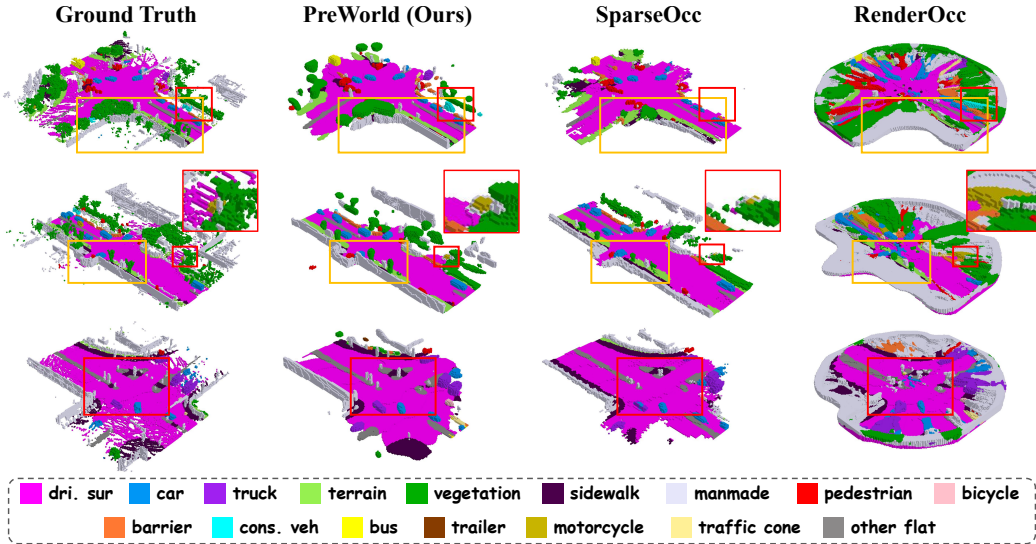 Ground Truth PreWorld (Ours) SparseOcc RenderOcc
dri. sur car truck terrain vegetation sidewalk manmade pedestrian bicycle
barrier cons. veh bus trailer motorcycle traffic cone other flat